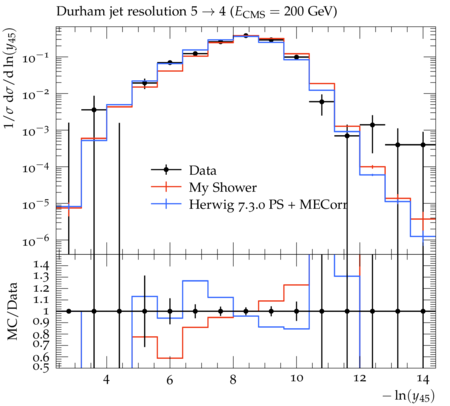 Durham jet resolution 5 → 4 (E_CMS = 200 GeV)
1/σ dσ/d ln(y_45)
10^−1
10^−2
10^−3
10^−4
10^−5
10^−6
Data
My Shower
Herwig 7.3.0 PS + MECorr
MC/Data
1.4
1.3
1.2
1.1
1
0.9
0.8
0.7
0.6
0.5
4 6 8 10 12 14
− ln(y_45)